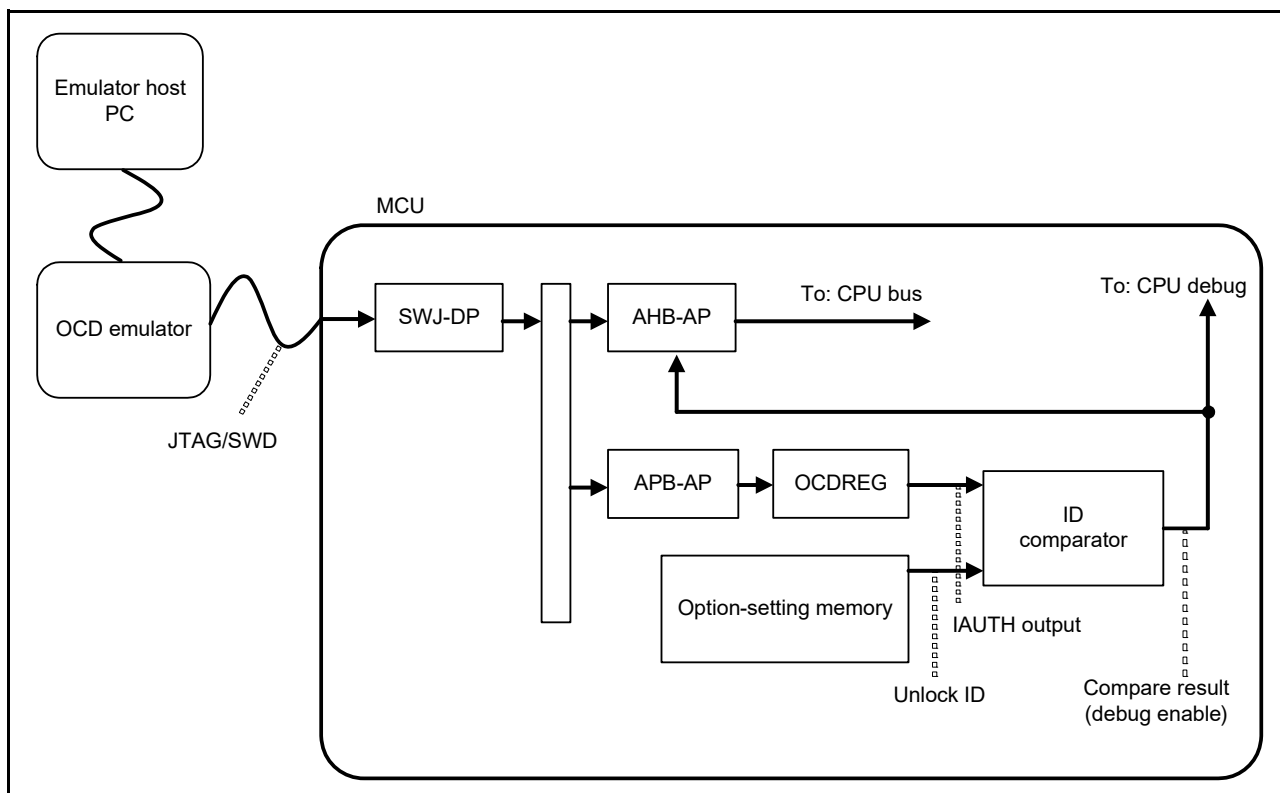 Emulator host
PC
MCU
OCD emulator
JTAG/SWD
SWJ-DP
AHB-AP
To: CPU bus
To: CPU debug
APB-AP
OCDREG
ID
comparator
Option-setting memory
IAUTH output
Unlock ID
Compare result
(debug enable)